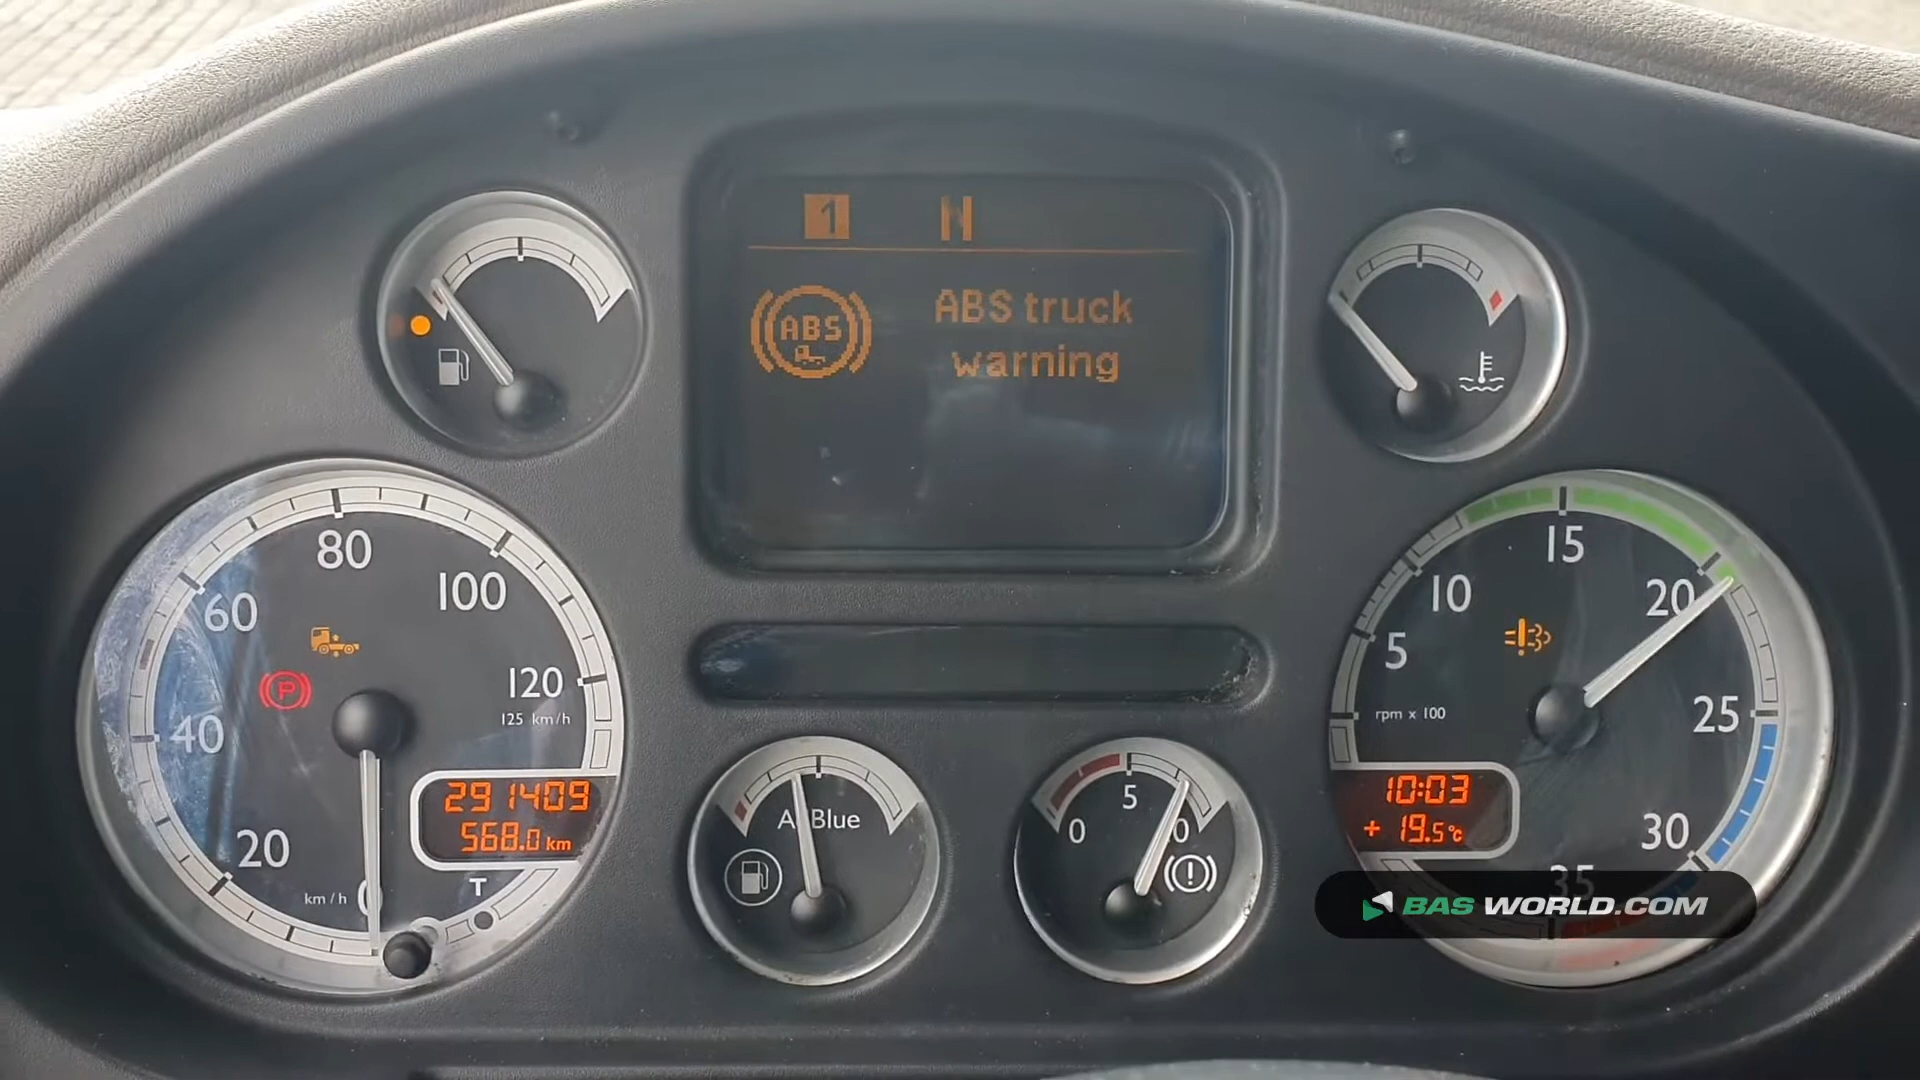 1 N
ABS
ABS truck
warning
80
100
60
120
125 km/h
40
20
km/h 0
291409
568.0 km
T
AdBlue
5
0
P
15
10
20
5
rpm x 100
25
10:03
+ 19.5°C
30
35
BAS WORLD.COM